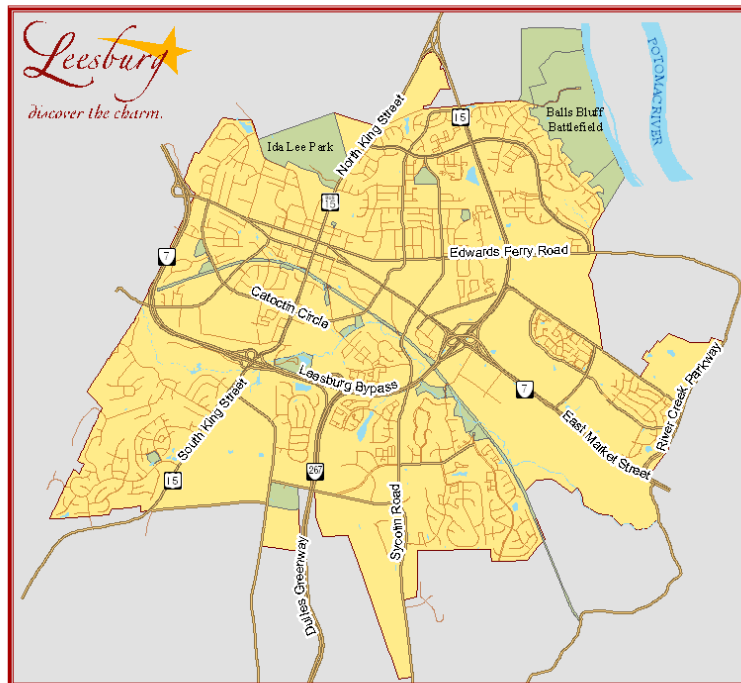 Leesburg
discover the charm.
POTOMAC RIVER
Balls Bluff
Battlefield
Ida Lee Park
North King Street
15
15
7
Edwards Ferry Road
Catoctin Circle
Leesburg Bypass
South King Street
7
East Market Street
River Creek Parkway
15
267
Sycolin Road
Dulles Greenway